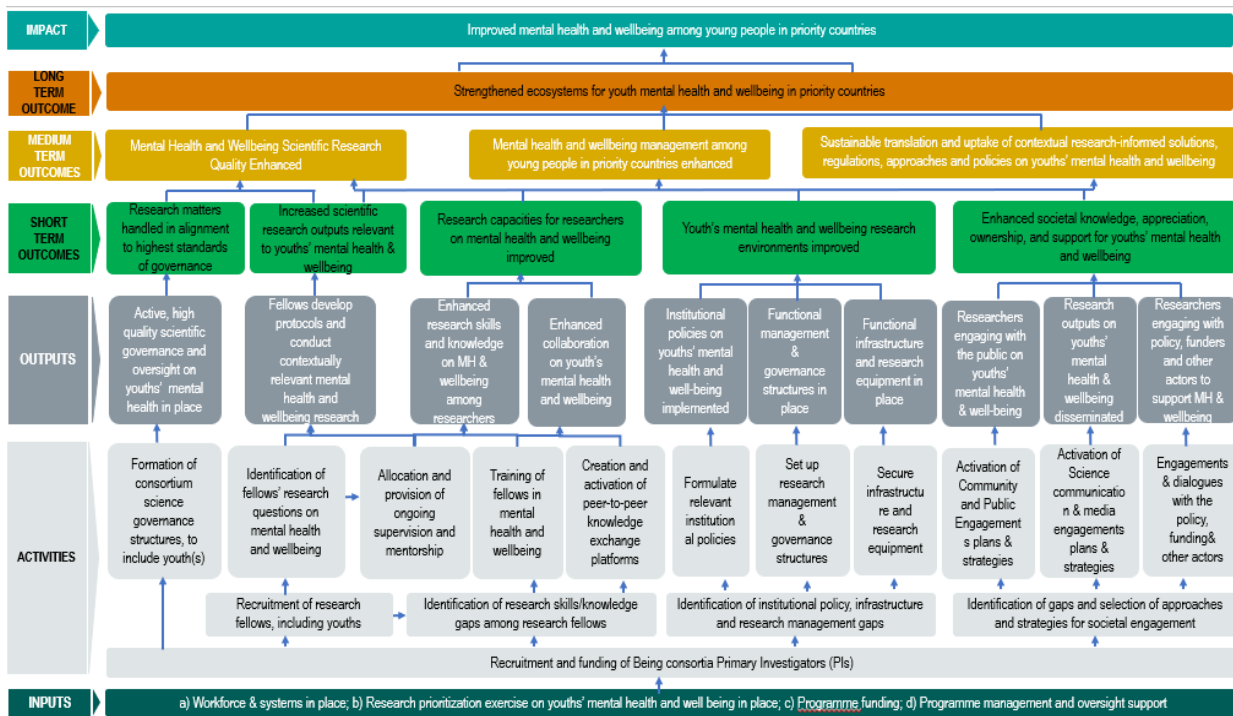 IMPACT
Improved mental health and wellbeing among young people in priority countries
LONG
TERM
OUTCOME
Strengthened ecosystems for youth mental health and wellbeing in priority countries
MEDIUM
TERM
OUTCOMES
Mental Health and Wellbeing Scientific Research
Quality Enhanced
Mental health and wellbeing management among
young people in priority countries enhanced
Sustainable translation and uptake of contextual research-informed solutions,
regulations, approaches and policies on youths' mental health and wellbeing
SHORT
TERM
OUTCOMES
Research matters
handled in alignment
to highest standards
of governance
Increased scientific
research outputs relevant
to youths' mental health &
wellbeing
Research capacities for researchers
on mental health and wellbeing
improved
Youth's mental health and wellbeing research
environments improved
Enhanced societal knowledge, appreciation,
ownership, and support for youths' mental health
and wellbeing
OUTPUTS
Active, high
quality scientific
governance and
oversight on
youths' mental
health in place
Fellows develop
protocols and
conduct
contextually
relevant mental
health and
wellbeing research
Enhanced
research skills
and knowledge
on MH &
wellbeing
among
researchers
Enhanced
collaboration on
youth's mental
health and
wellbeing
Institutional
policies on
youths' mental
health and
well-being
implemented
Functional
management
&
governance
structures in
place
Functional
infrastructure
and research
equipment in
place
Researchers
engaging with
the public on
youths'
mental health
& well-being
Research
outputs on
youths'
mental
health &
wellbeing
disseminated
Researchers
engaging with
policy, funders
and other
actors to
support MH &
wellbeing
ACTIVITIES
Formation of
consortium
science
governance
structures, to
include youth(s)
Identification of
fellows' research
questions on
mental health
and wellbeing
Allocation and
provision of
ongoing
supervision and
mentorship
Training of
fellows in
mental
health and
wellbeing
Creation and
activation of
peer-to-peer
knowledge
exchange
platforms
Formulate
relevant
institution
al policies
Set up
research
management
&
governance
structures
Secure
infrastructu
re and
research
equipment
Activation of
Community
and Public
Engagement
s plans &
strategies
Activation of
Science
communicatio
n & media
engagements
plans &
strategies
Engagements
& dialogues
with the
policy,
funding&
other actors
Recruitment of research
fellows, including youths
Identification of research skills/knowledge
gaps among research fellows
Identification of institutional policy, infrastructure
and research management gaps
Identification of gaps and selection of approaches
and strategies for societal engagement
Recruitment and funding of Being consortia Primary Investigators (PIs)
INPUTS
a) Workforce & systems in place; b) Research prioritization exercise on youths' mental health and well being in place; c) Programme funding; d) Programme management and oversight support